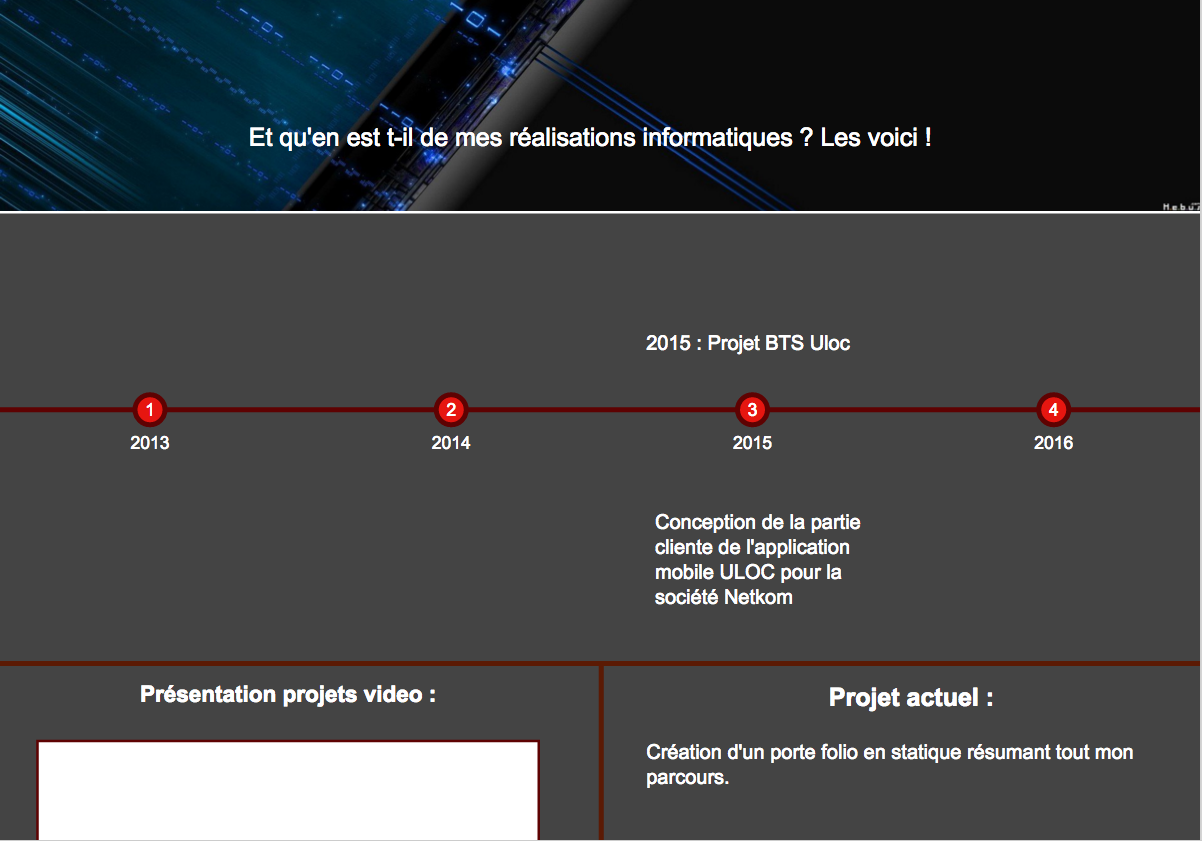 Et qu'en est t-il de mes réalisations informatiques ? Les voici !
2015 : Projet BTS Uloc
1
2
3
4
2013
2014
2015
2016
Conception de la partie
cliente de l'application
mobile ULOC pour la
société Netkom
Présentation projets video :
Projet actuel :
Création d'un porte folio en statique résumant tout mon
parcours.